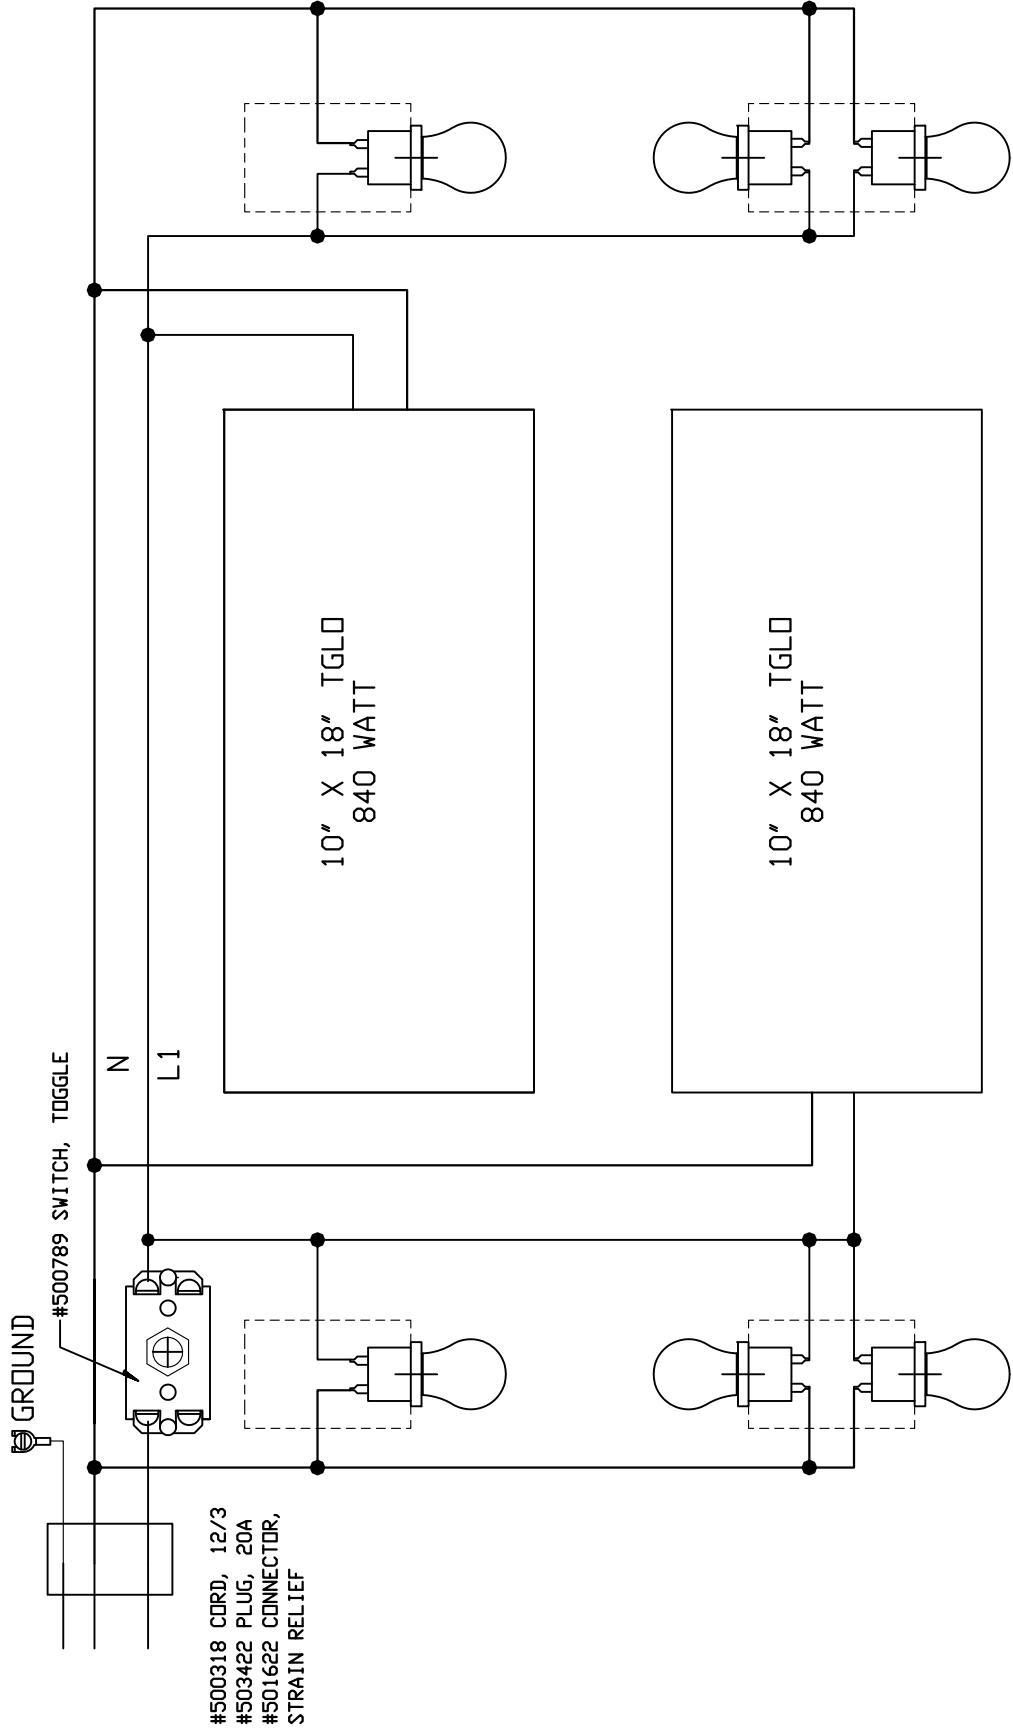 GROUND
#500789 SWITCH, TOGGLE
N
L1
10" X 18" TGLO
840 WATT
10" X 18" TGLO
840 WATT
#500318 CORD, 12/3
#503422 PLUG, 20A
#501622 CONNECTOR,
STRAIN RELIEF